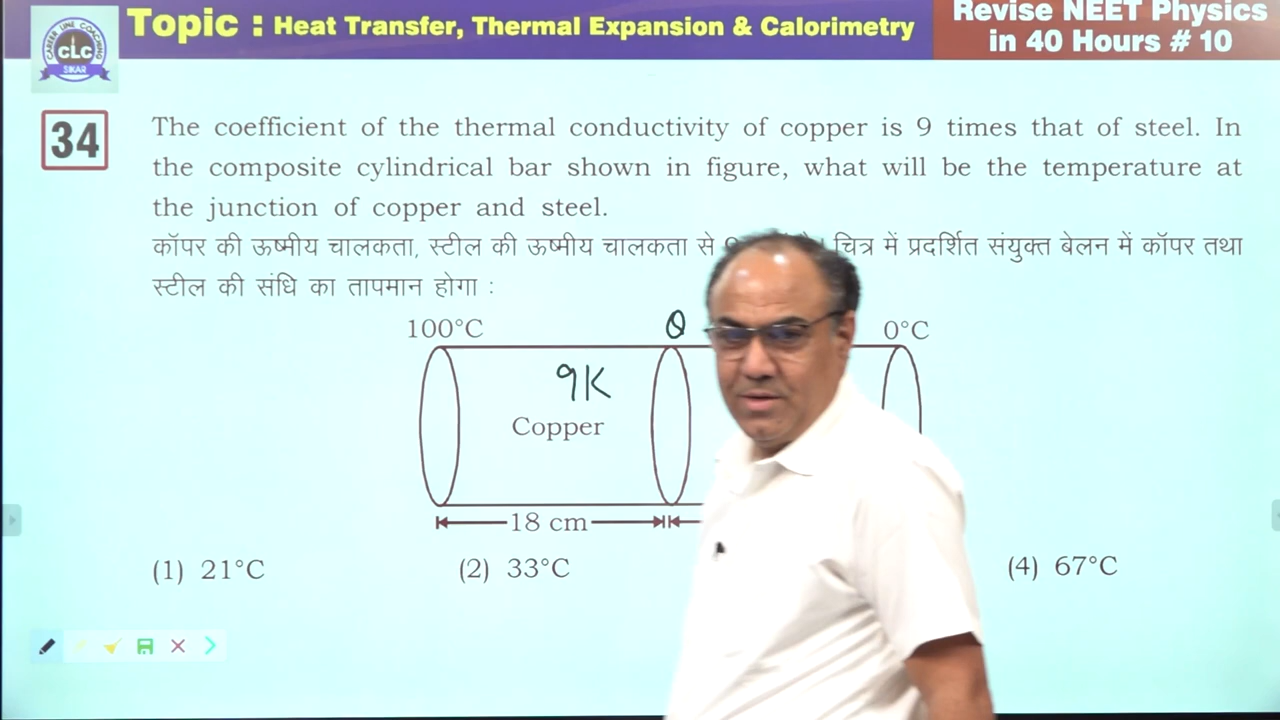 Topic : Heat Transfer, Thermal Expansion & Calorimetry
Revise NEET Physics
in 40 Hours # 10
CAREER LINE COACHING
CLC
SIKAR
34
The coefficient of the thermal conductivity of copper is 9 times that of steel. In
the composite cylindrical bar shown in figure, what will be the temperature at
the junction of copper and steel.
कॉपर की ऊष्मीय चालकता, स्टील की ऊष्मीय चालकता से चित्र में प्रदर्शित संयुक्त बेलन में कॉपर तथा
स्टील की संधि का तापमान होगा :
100°C θ 0°C
9K
Copper
18 cm
(1) 21°C (2) 33°C (4) 67°C